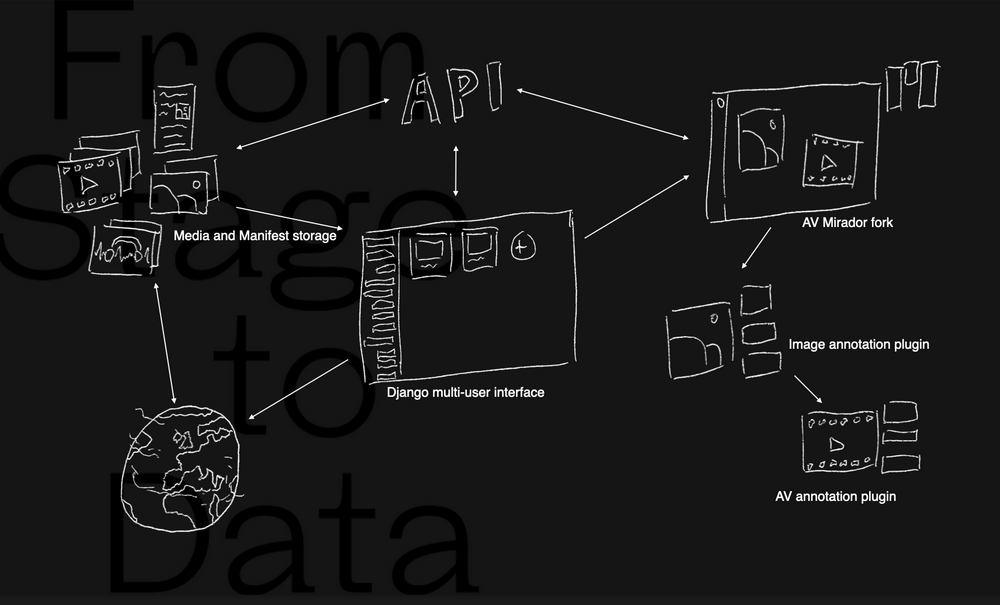 From
Stage
to
Data
API
Media and Manifest storage
Django multi-user interface
AV Mirador fork
Image annotation plugin
AV annotation plugin